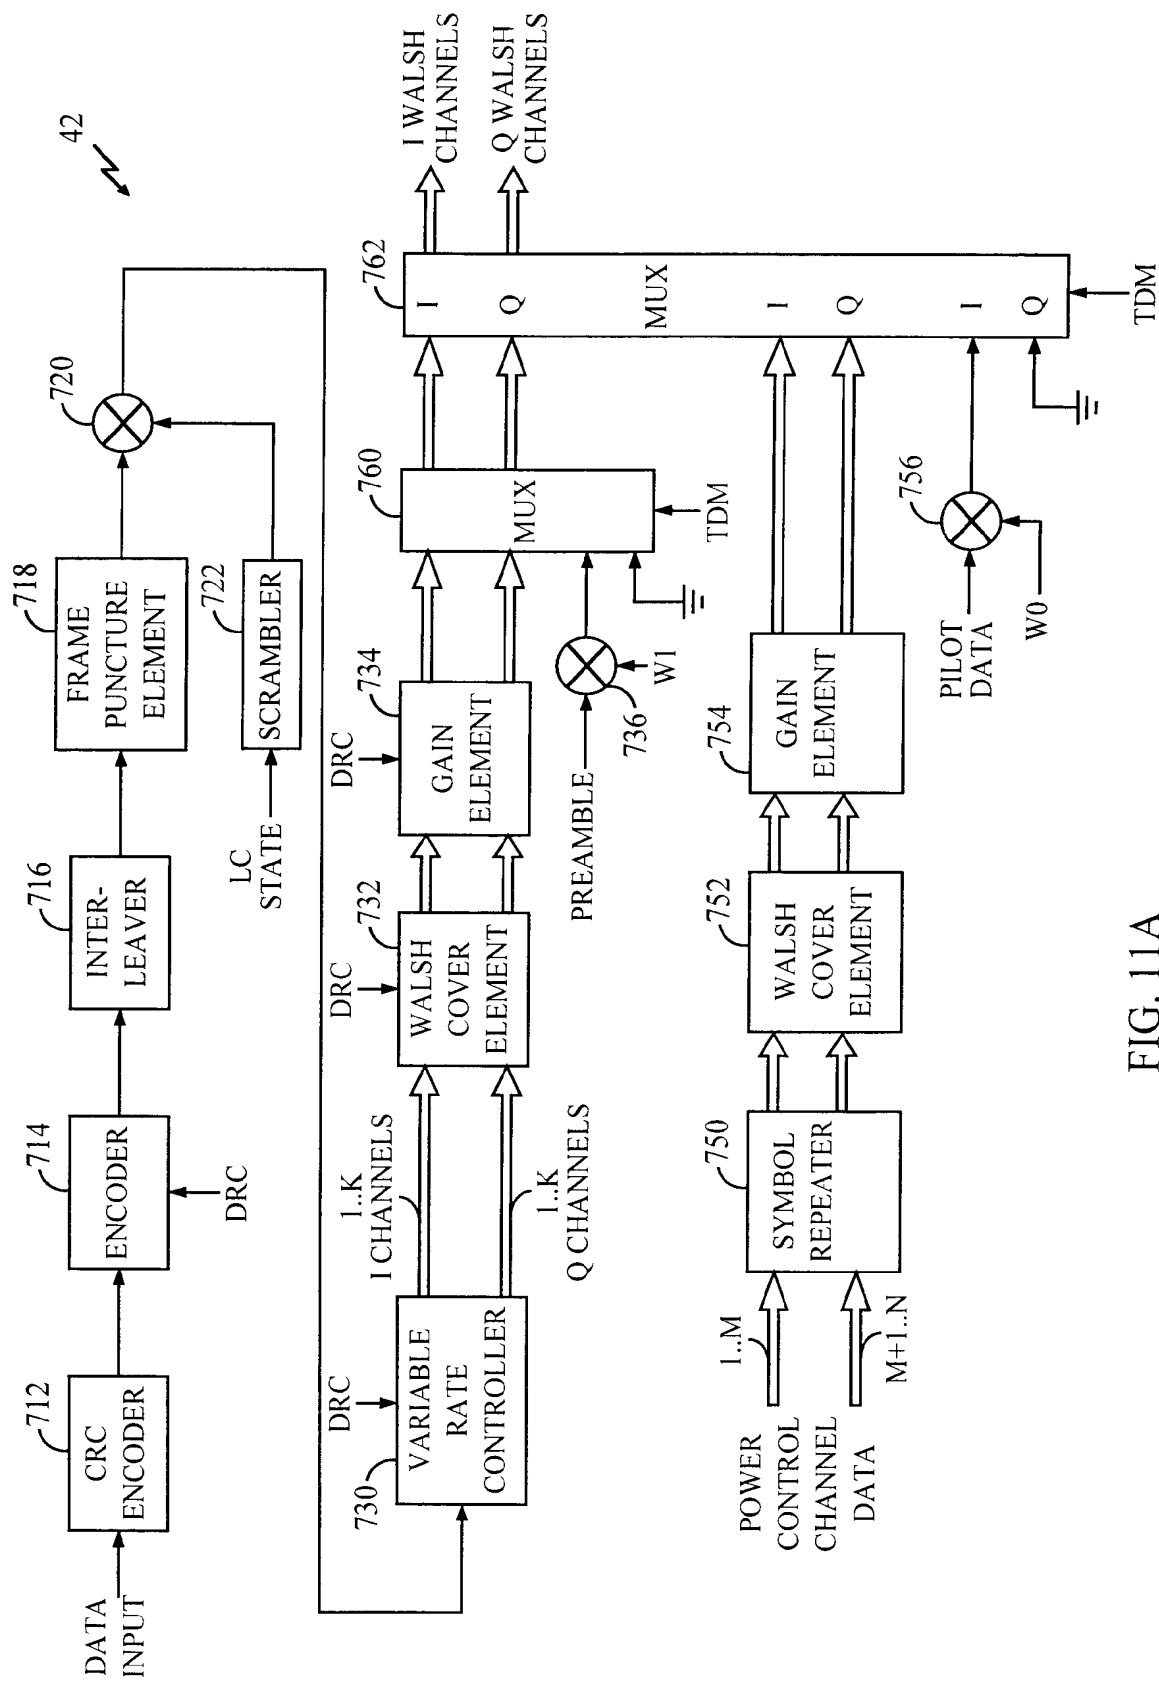 42
DATA
INPUT
712
CRC
ENCODER
714
ENCODER
DRC
716
INTER-
LEAVER
718
FRAME
PUNCTURE
ELEMENT
720
LC
STATE
722
SCRAMBLER
DRC
730
VARIABLE
RATE
CONTROLLER
1..K
I CHANNELS
1..K
Q CHANNELS
DRC
732
WALSH
COVER
ELEMENT
DRC
734
GAIN
ELEMENT
PREAMBLE
736
W1
760
MUX
TDM
762
I
Q
MUX
I
Q
I
Q
TDM
I WALSH
CHANNELS
Q WALSH
CHANNELS
POWER
CONTROL
CHANNEL
DATA
1..M
M+1..N
750
SYMBOL
REPEATER
752
WALSH
COVER
ELEMENT
754
GAIN
ELEMENT
PILOT
DATA
756
W0
FIG. 11A